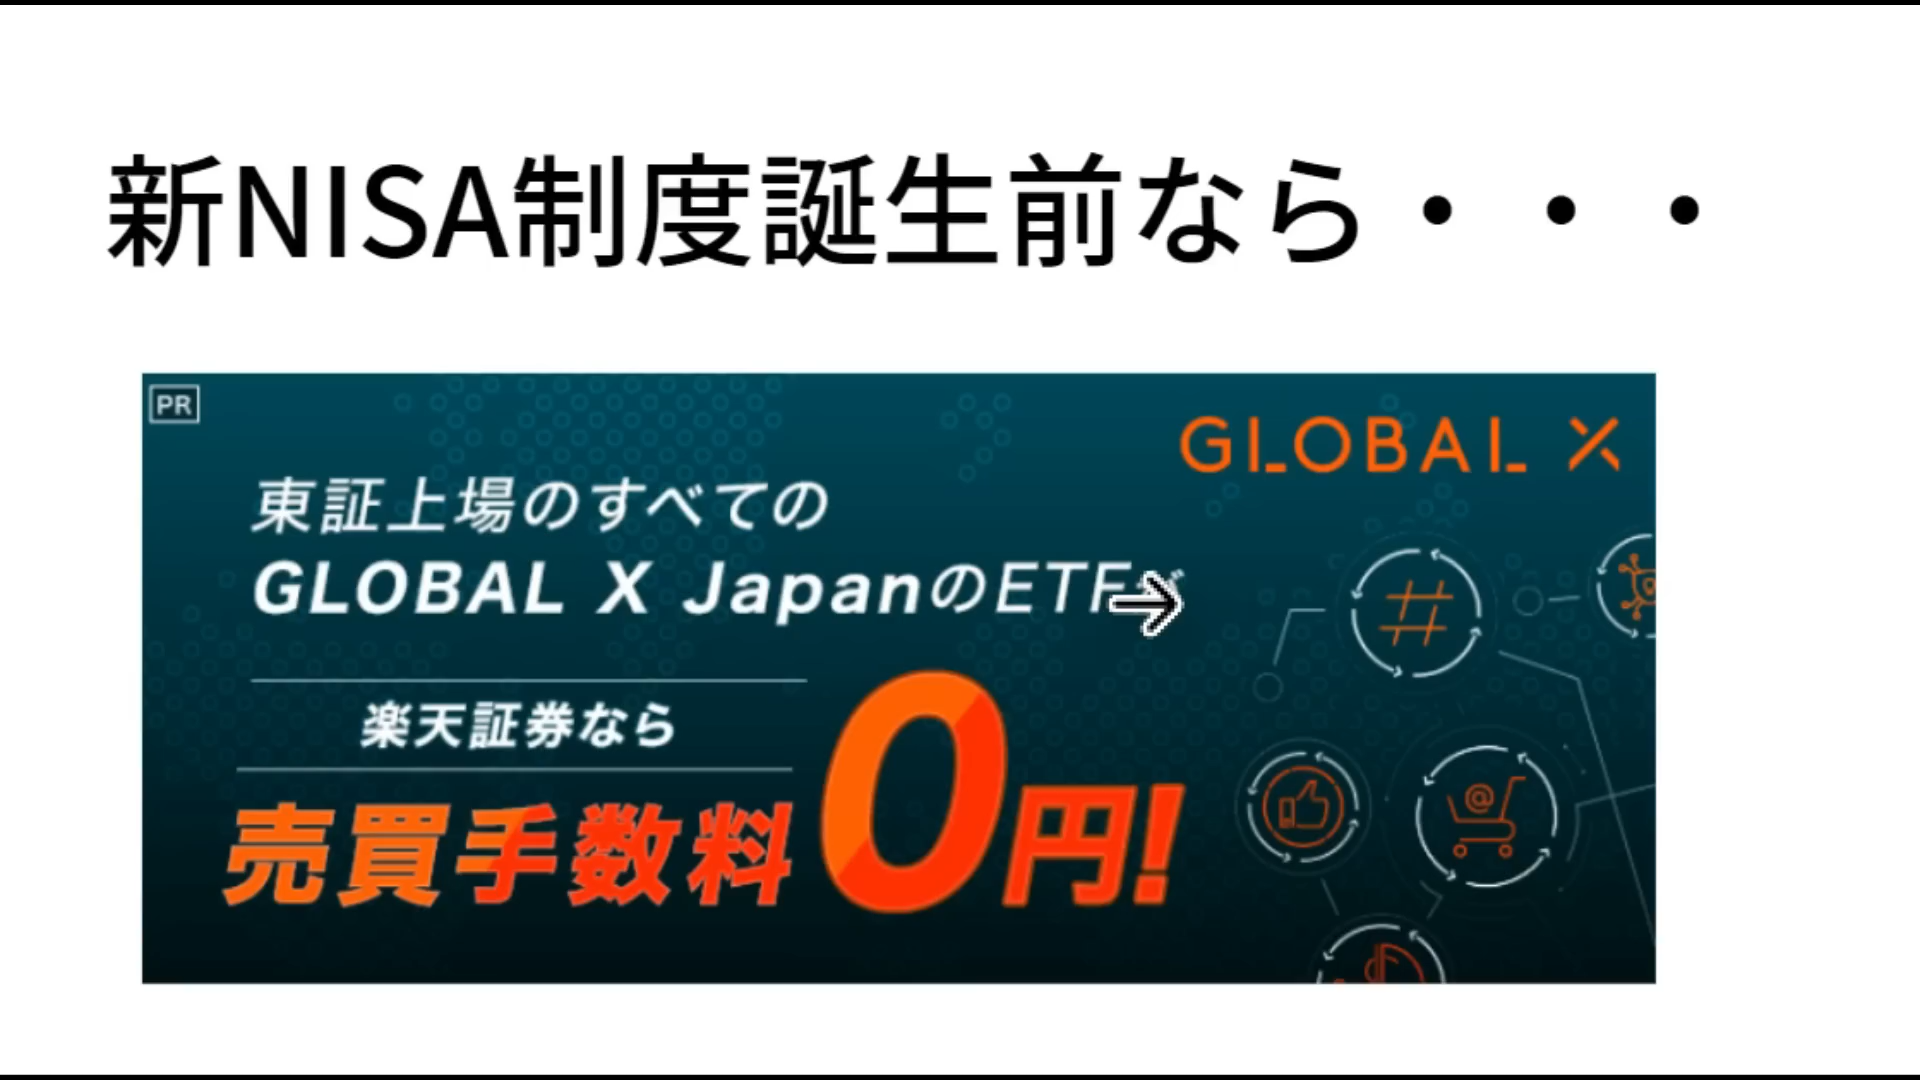 新NISA制度誕生前なら・・・
PR
GLOBAL X
東証上場のすべての
GLOBAL X JapanのETF
楽天証券なら
売買手数料0円!
#
@